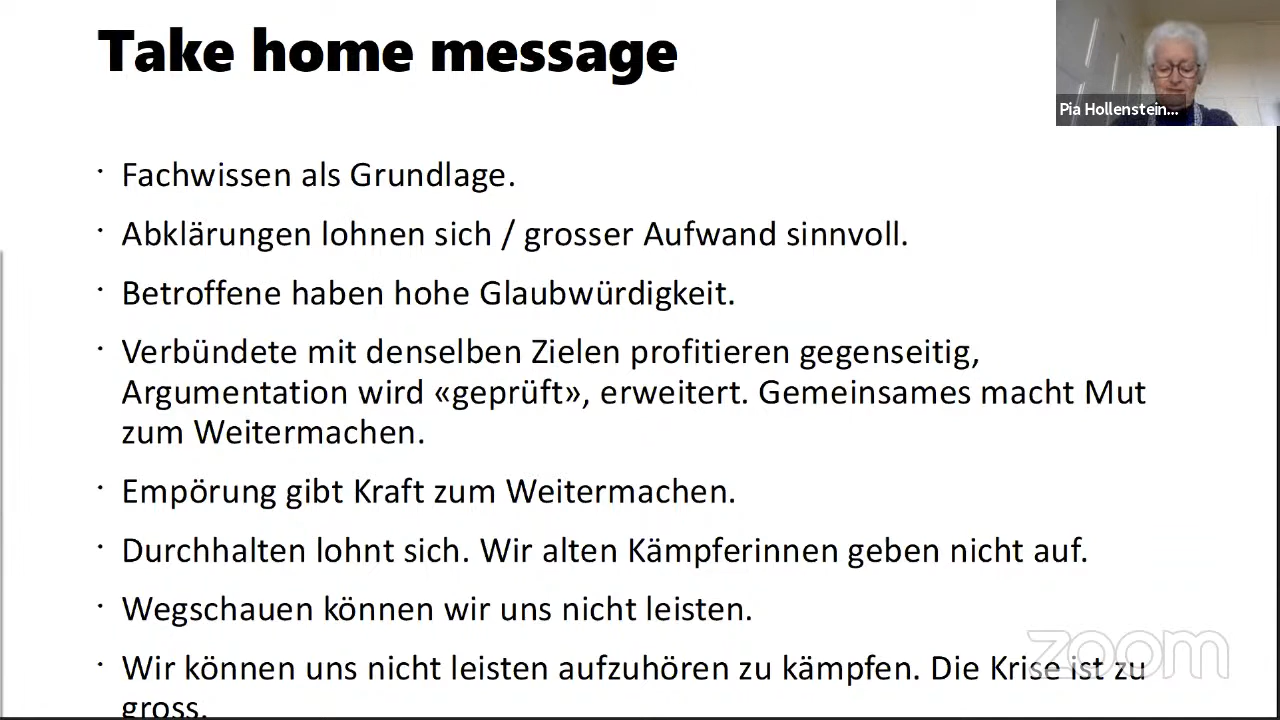 Take home message
Pia Hollenstein...
· Fachwissen als Grundlage.
· Abklärungen lohnen sich / grosser Aufwand sinnvoll.
· Betroffene haben hohe Glaubwürdigkeit.
· Verbündete mit denselben Zielen profitieren gegenseitig,
Argumentation wird «geprüft», erweitert. Gemeinsames macht Mut
zum Weitermachen.
· Empörung gibt Kraft zum Weitermachen.
· Durchhalten lohnt sich. Wir alten Kämpferinnen geben nicht auf.
· Wegschauen können wir uns nicht leisten.
· Wir können uns nicht leisten aufzuhören zu kämpfen. Die Krise ist zu
gross.
zoom